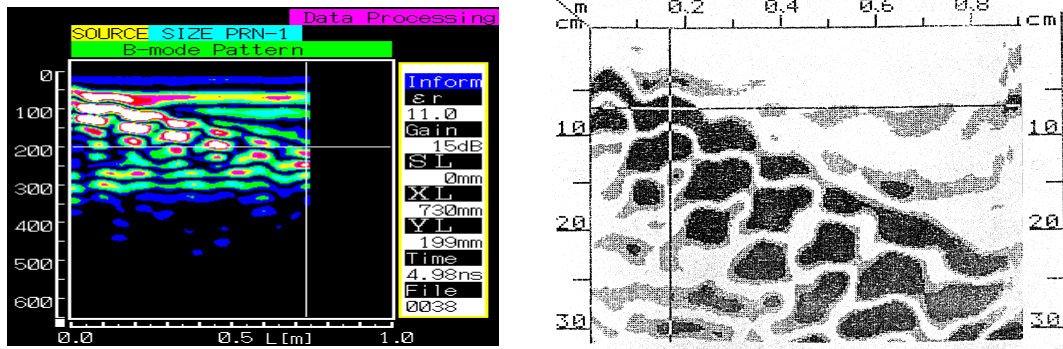 Data Processing
SOURCE SIZE PRN-1
B-mode Pattern
0
100
200
300
400
500
600
0.0 0.5 L[m] 1.0
Inform
εr
11.0
Gain
15dB
SL
0mm
XL
730mm
YL
199mm
Time
4.98ns
File
0038
m 0.2 0.4 0.6 0.8
cm cm
10 10
20 20
30 30